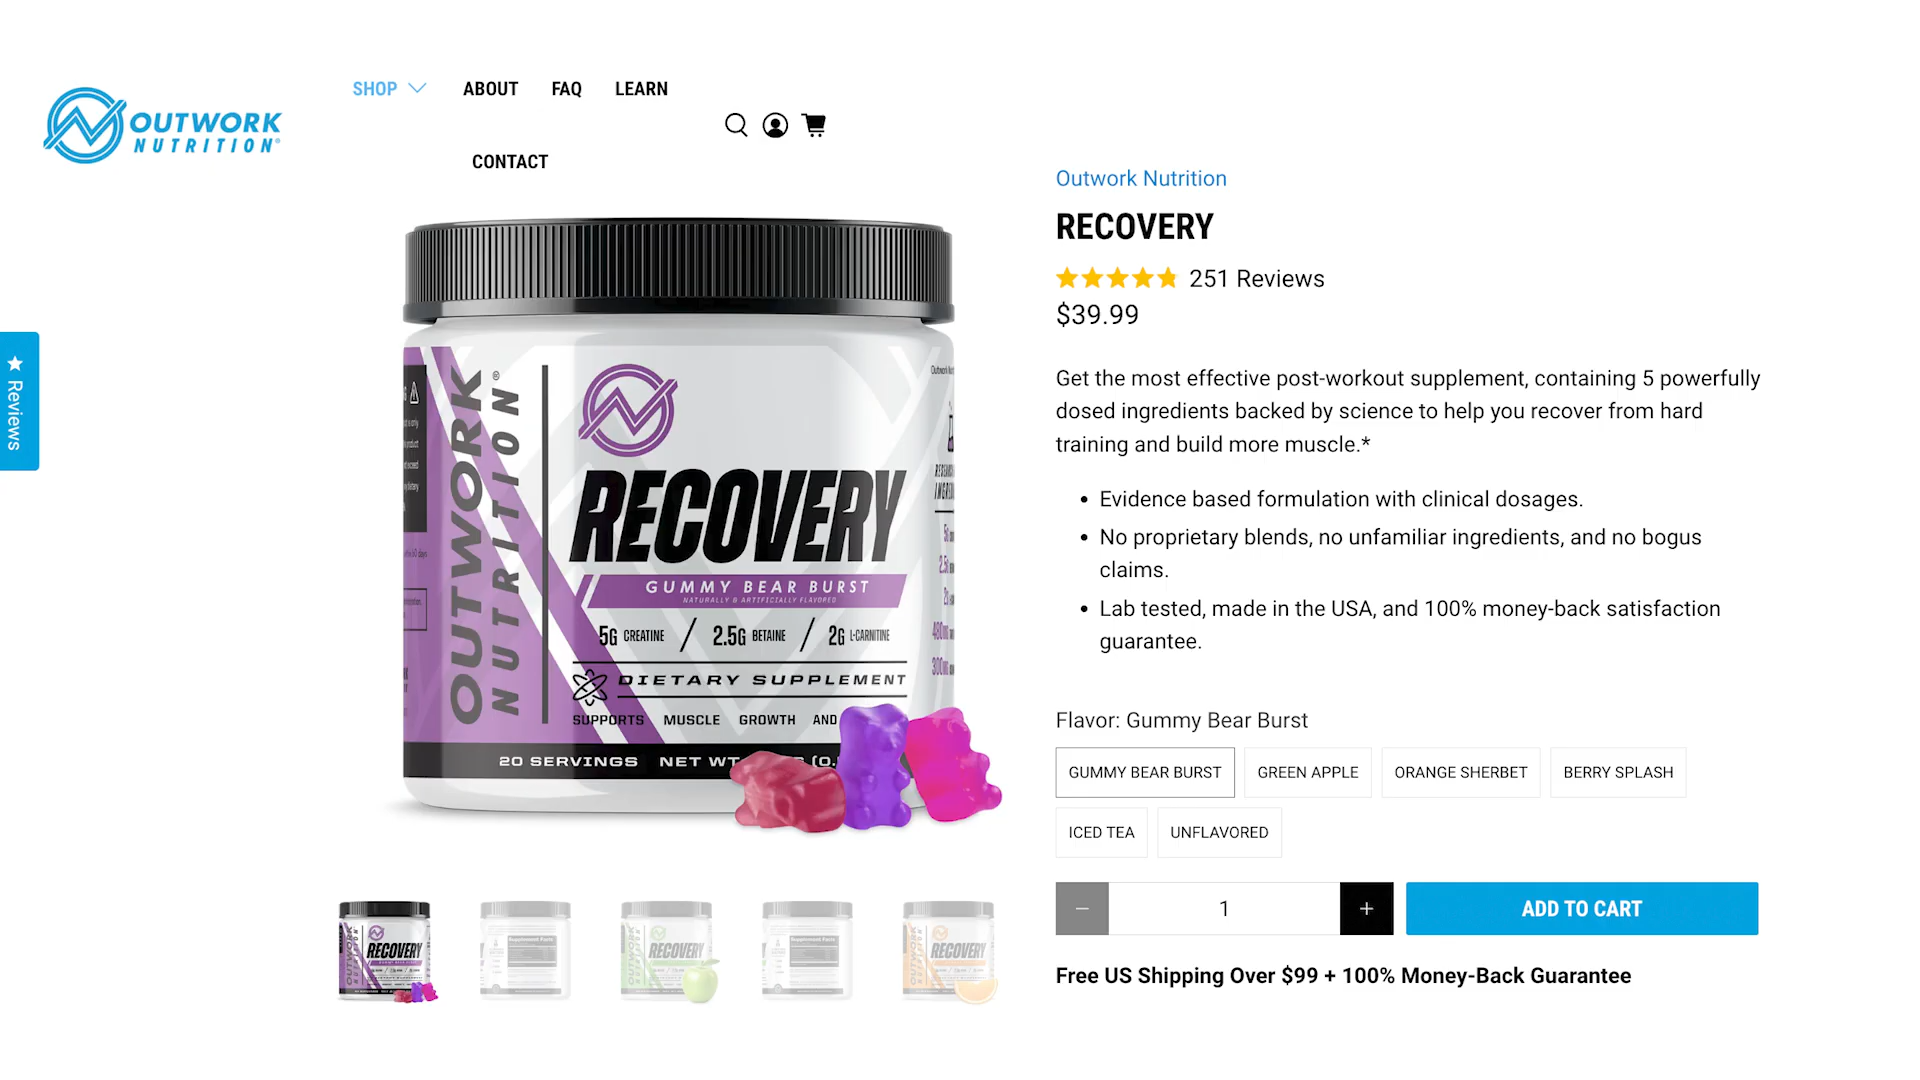 SHOP ABOUT FAQ LEARN
OUTWORK
NUTRITION®
CONTACT
Outwork Nutrition
RECOVERY
251 Reviews
$39.99
Reviews
Get the most effective post-workout supplement, containing 5 powerfully
dosed ingredients backed by science to help you recover from hard
training and build more muscle.*
• Evidence based formulation with clinical dosages.
• No proprietary blends, no unfamiliar ingredients, and no bogus
claims.
• Lab tested, made in the USA, and 100% money-back satisfaction
guarantee.
OUTWORK
NUTRITION®
RECOVERY
GUMMY BEAR BURST
NATURALLY & ARTIFICIALLY FLAVORED
5G CREATINE / 2.5G BETAINE / 2G L-CARNITINE
DIETARY SUPPLEMENT
SUPPORTS MUSCLE GROWTH AND
20 SERVINGS NET WT.
Flavor: Gummy Bear Burst
GUMMY BEAR BURST GREEN APPLE ORANGE SHERBET BERRY SPLASH
ICED TEA UNFLAVORED
− 1 + ADD TO CART
RECOVERY
RECOVERY
RECOVERY
Free US Shipping Over $99 + 100% Money-Back Guarantee